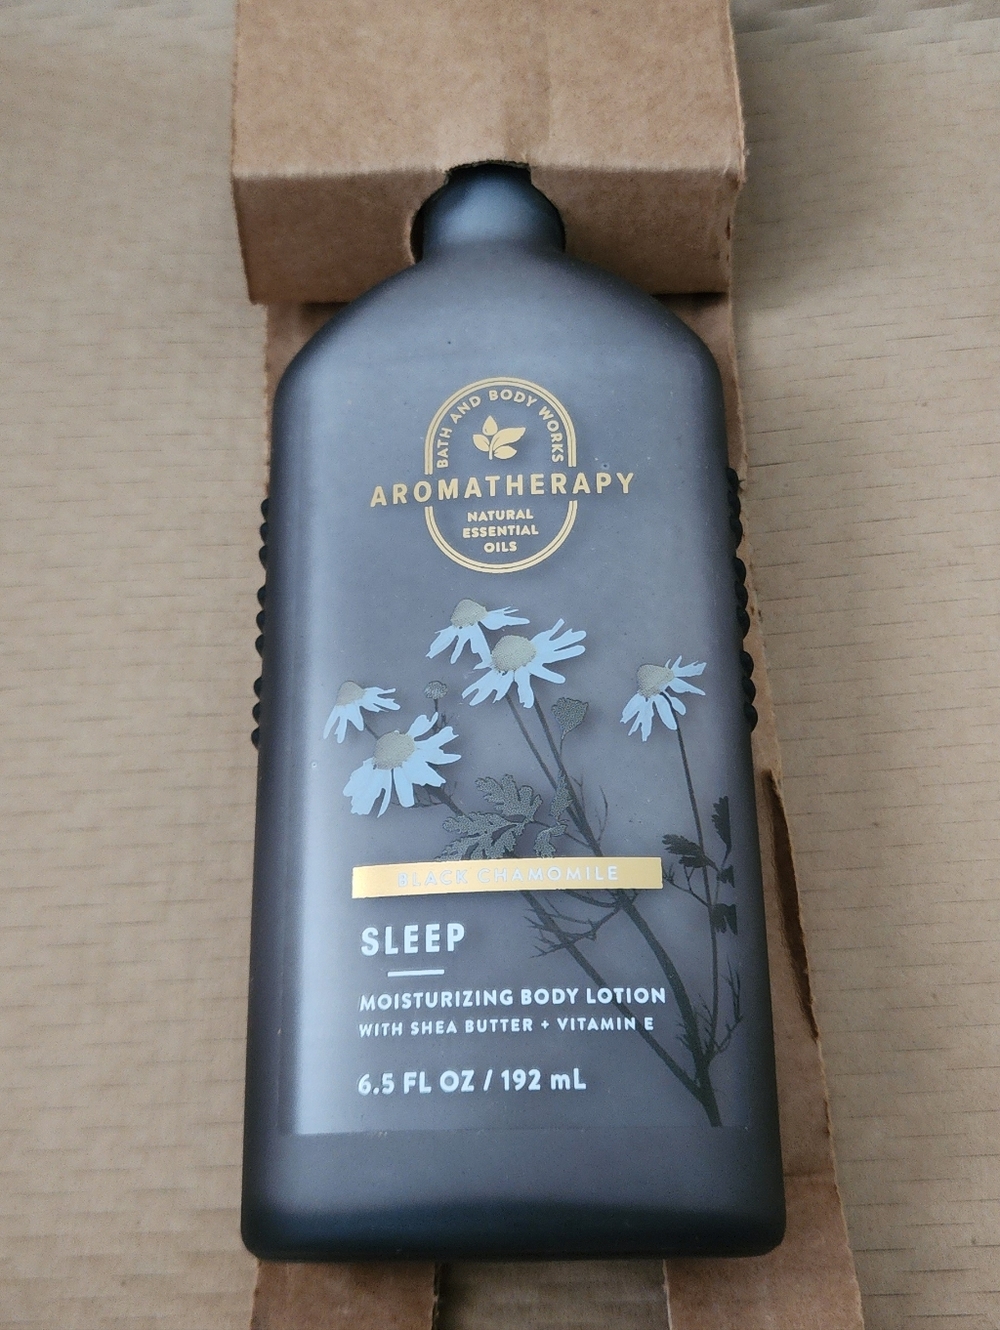 BATH AND BODY WORKS
AROMATHERAPY
NATURAL
ESSENTIAL
OILS
BLACK CHAMOMILE
SLEEP
MOISTURIZING BODY LOTION
WITH SHEA BUTTER + VITAMIN E
6.5 FL OZ / 192 mL